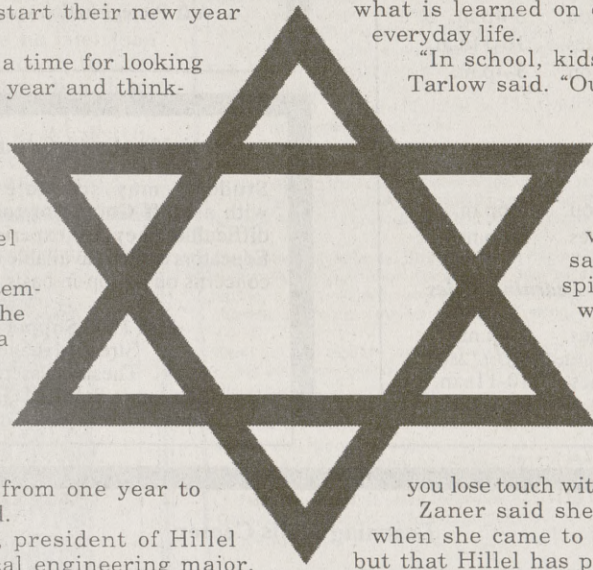 start their new year
a time for looking
year and think-
el
em-
he
a
from one year to
l.
, president of Hillel
cal engineering major,
what is learned on
everyday life.
"In school, kids
Tarlow said. "Ou
v
sa
spi
w
you lose touch wit
Zaner said she
when she came to
but that Hillel has p